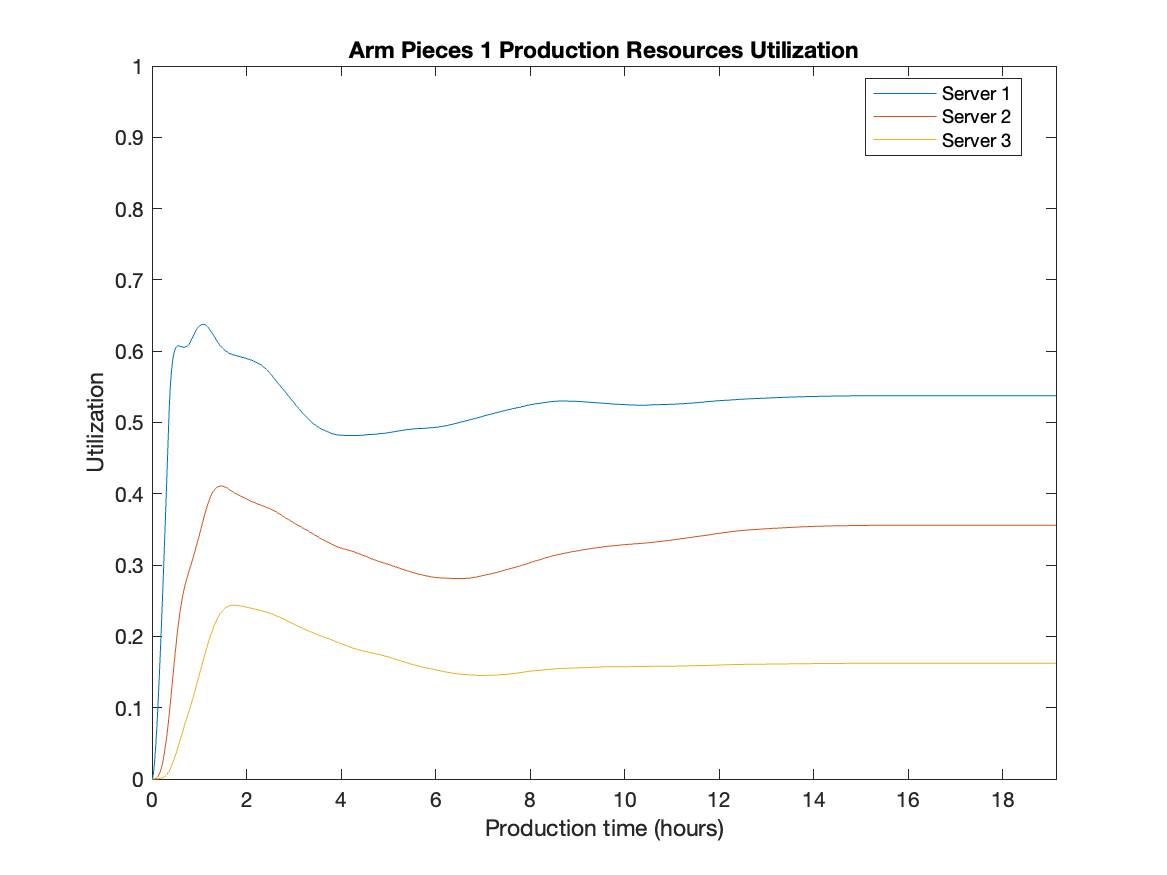 Arm Pieces 1 Production Resources Utilization
1
0.9
0.8
0.7
0.6
0.5
0.4
0.3
0.2
0.1
0
Utilization
Server 1
Server 2
Server 3
0 2 4 6 8 10 12 14 16 18
Production time (hours)